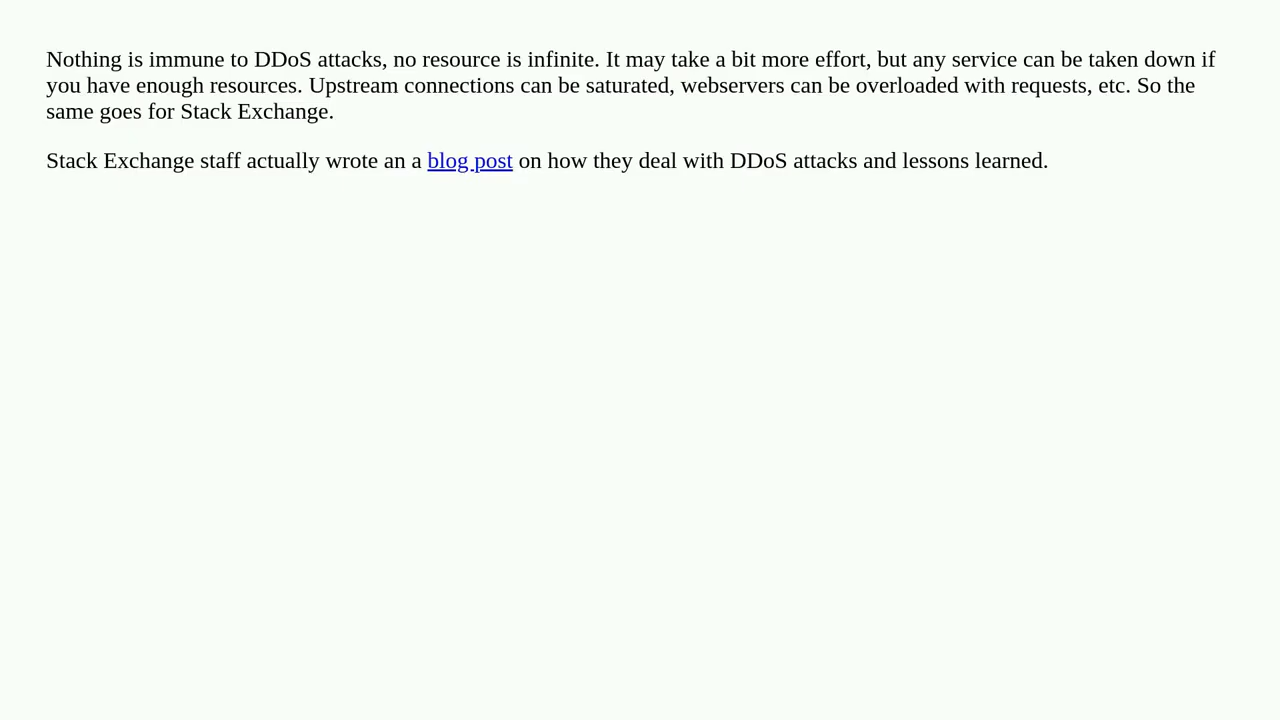 Nothing is immune to DDoS attacks, no resource is infinite. It may take a bit more effort, but any service can be taken down if
you have enough resources. Upstream connections can be saturated, webservers can be overloaded with requests, etc. So the
same goes for Stack Exchange.
Stack Exchange staff actually wrote an a blog post on how they deal with DDoS attacks and lessons learned.